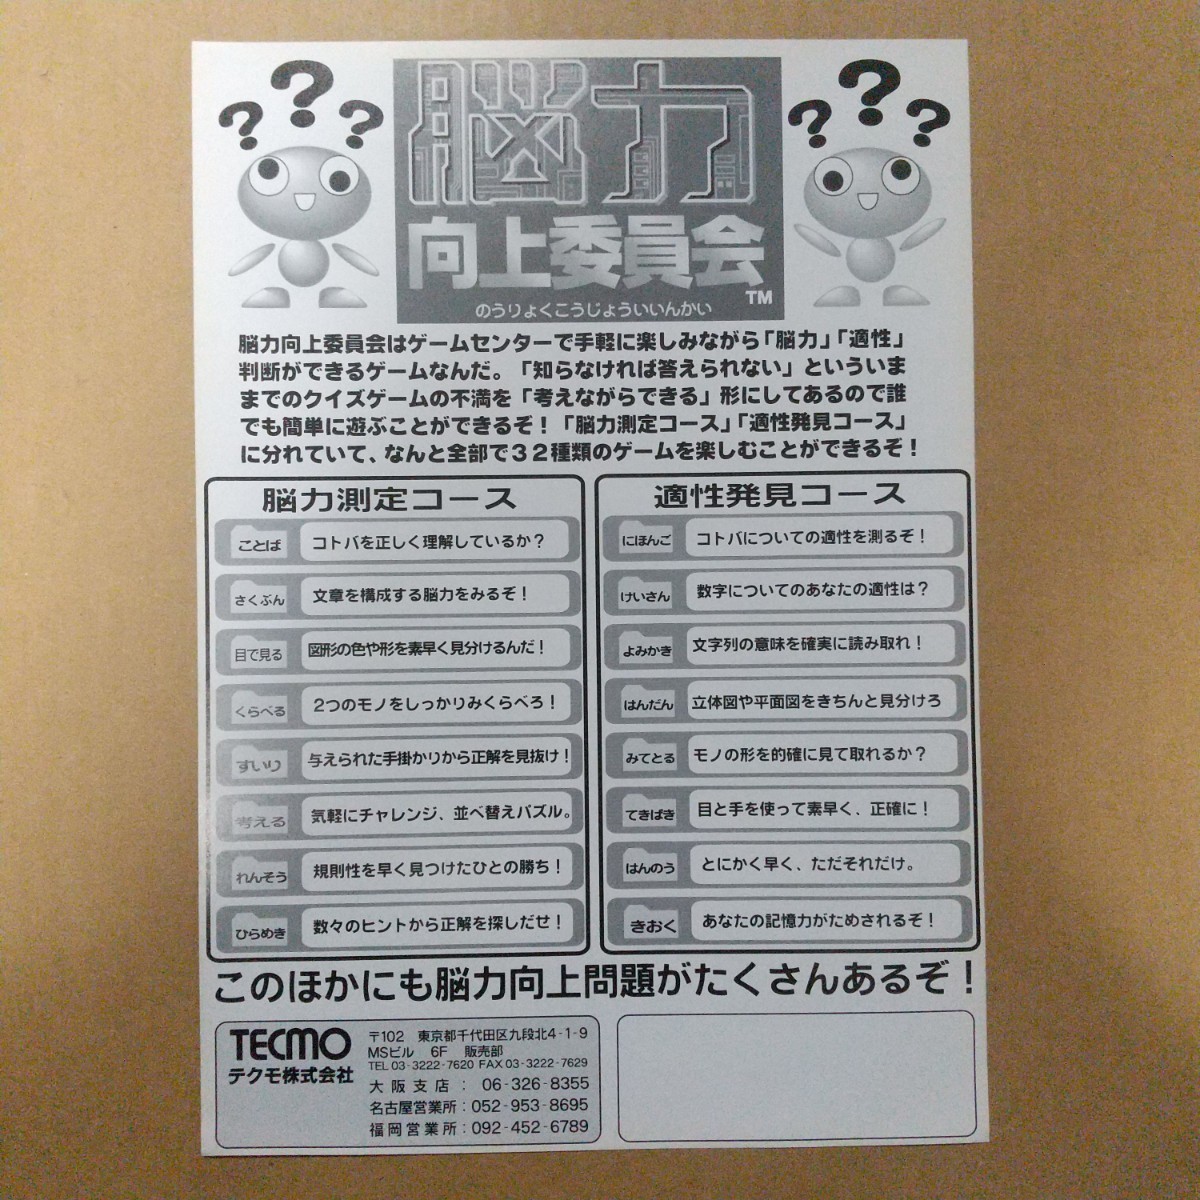 ? ? ?
? ? ?
脳力
向上委員会
TM
のうりょくこうじょういいんかい
脳力向上委員会はゲームセンターで手軽に楽しみながら「脳力」「適性」
判断ができるゲームなんだ。「知らなければ答えられない」といういま
までのクイズゲームの不満を「考えながらできる」形にしてあるので誰
でも簡単に遊ぶことができるぞ!「脳力測定コース」「適性発見コース」
に分れていて、なんと全部で32種類のゲームを楽しむことができるぞ!
脳力測定コース
ことば コトバを正しく理解しているか?
さくぶん 文章を構成する脳力をみるぞ!
目で見る 図形の色や形を素早く見分けるんだ!
くらべる 2つのモノをしっかりみくらべろ!
すいり 与えられた手掛かりから正解を見抜け!
考える 気軽にチャレンジ、並べ替えパズル。
れんそう 規則性を早く見つけたひとの勝ち!
ひらめき 数々のヒントから正解を探しだせ!
適性発見コース
にほんご コトバについての適性を測るぞ!
けいさん 数字についてのあなたの適性は?
よみかき 文字列の意味を確実に読み取れ!
はんだん 立体図や平面図をきちんと見分けろ
みてとる モノの形を的確に見て取れるか?
てきぱき 目と手を使って素早く、正確に!
はんのう とにかく早く、ただそれだけ。
きおく あなたの記憶力がためされるぞ!
このほかにも脳力向上問題がたくさんあるぞ!
TECMO
テクモ株式会社
〒102 東京都千代田区九段北4-1-9
MSビル 6F 販売部
TEL 03-3222-7620 FAX 03-3222-7629
大阪支店: 06-326-8355
名古屋営業所: 052-953-8695
福岡営業所: 092-452-6789